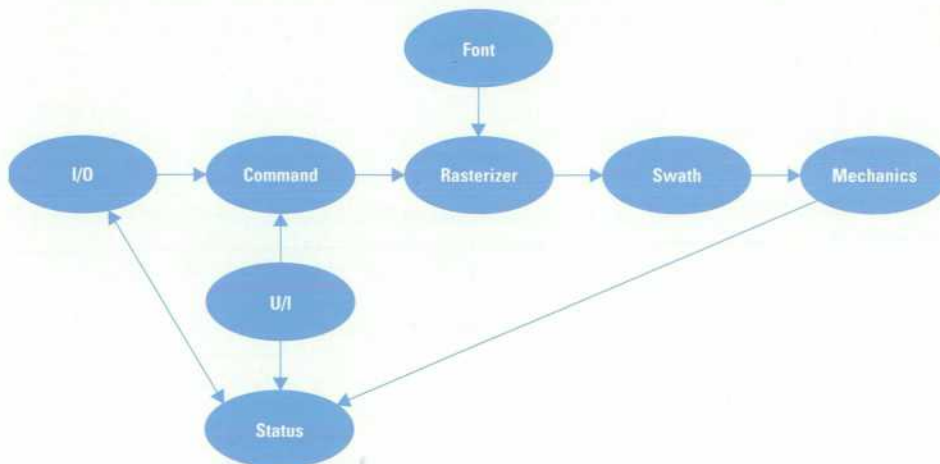 Font
I/O
Command
Rasterizer
Swath
Mechanics
U/I
Status